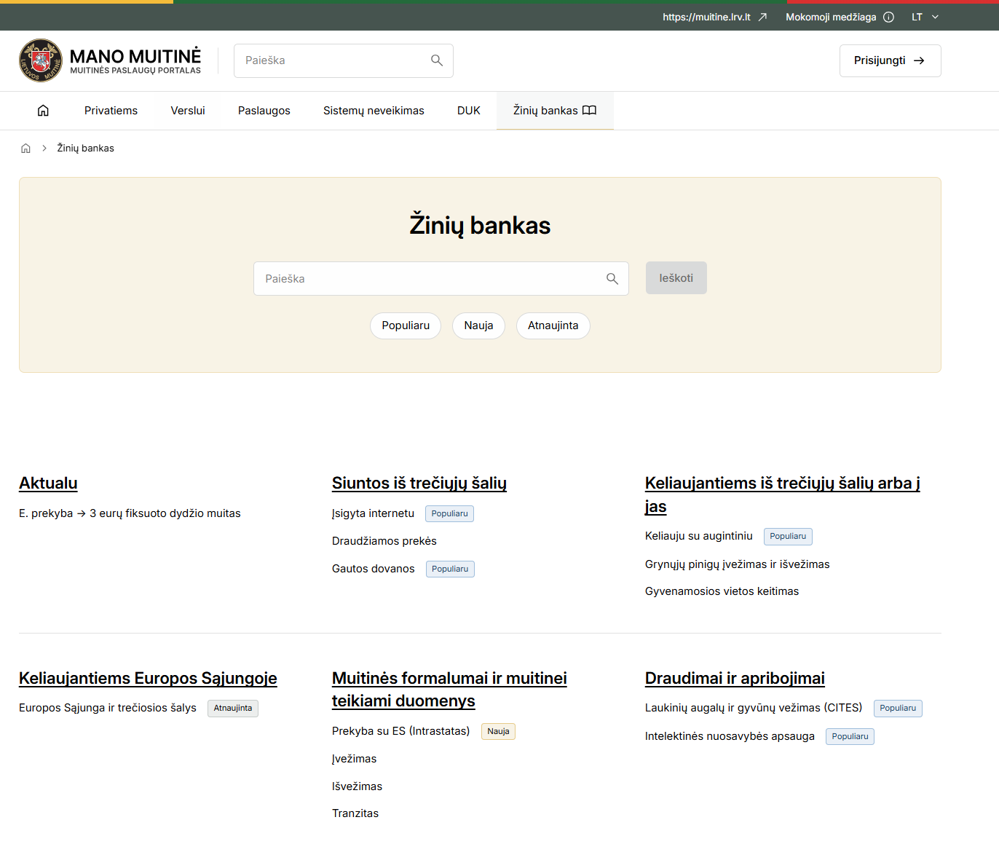 https://muitine.lrv.lt Mokomoji medžiaga LT
LIETUVOS MUITINĖ
MANO MUITINĖ
MUITINĖS PASLAUGŲ PORTALAS
Paieška
Prisijungti
Privatiems Verslui Paslaugos Sistemų neveikimas DUK Žinių bankas
Žinių bankas
Žinių bankas
Paieška
Ieškoti
Populiaru Nauja Atnaujinta
Aktualu
E. prekyba → 3 eurų fiksuoto dydžio muitas
Siuntos iš trečiųjų šalių
Įsigyta internetu Populiaru
Draudžiamos prekės
Gautos dovanos Populiaru
Keliaujantiems iš trečiųjų šalių arba į
jas
Keliauju su augintiniu Populiaru
Grynųjų pinigų įvežimas ir išvežimas
Gyvenamosios vietos keitimas
Keliaujantiems Europos Sąjungoje
Europos Sąjunga ir trečiosios šalys Atnaujinta
Muitinės formalumai ir muitinei
teikiami duomenys
Prekyba su ES (Intrastatas) Nauja
Įvežimas
Išvežimas
Tranzitas
Draudimai ir apribojimai
Laukinių augalų ir gyvūnų vežimas (CITES) Populiaru
Intelektinės nuosavybės apsauga Populiaru